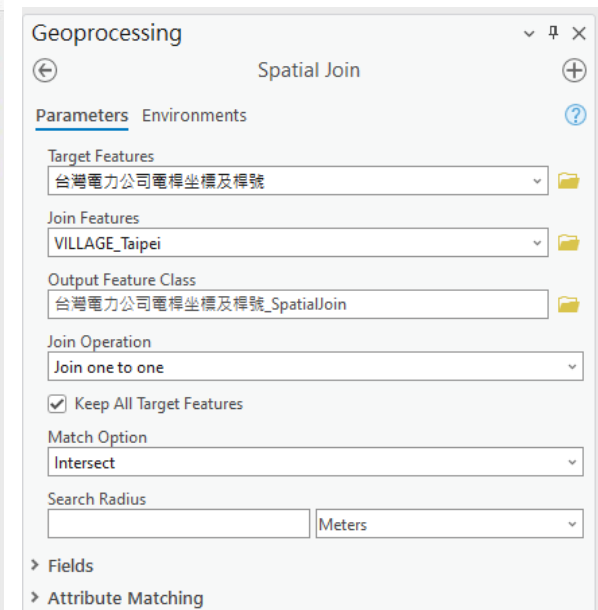 Geoprocessing
Spatial Join
Parameters Environments
Target Features
台灣電力公司電桿坐標及桿號
Join Features
VILLAGE_Taipei
Output Feature Class
台灣電力公司電桿坐標及桿號_SpatialJoin
Join Operation
Join one to one
Keep All Target Features
Match Option
Intersect
Search Radius
Meters
Fields
Attribute Matching